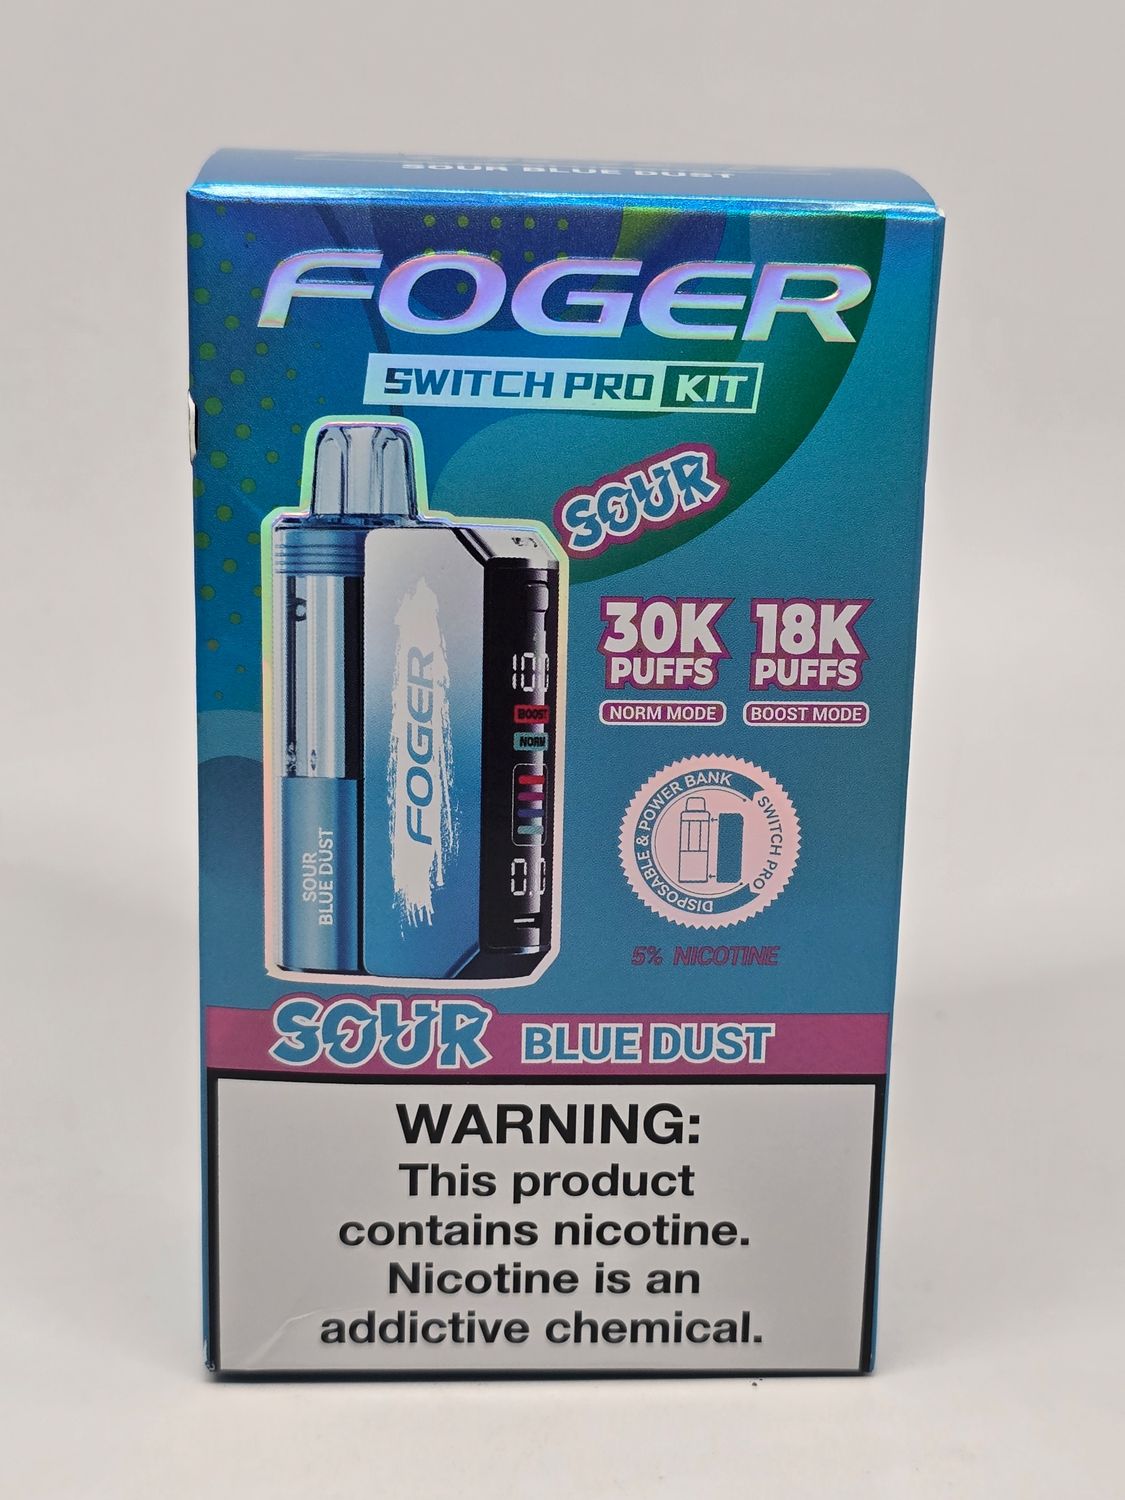 SOUR BLUE DUST
FOGER
SWITCH PRO KIT
SOUR
30K
PUFFS
NORM MODE
18K
PUFFS
BOOST MODE
FOGER
BOOST
NORM
SOUR
BLUE DUST
DISPOSABLE & POWER BANK
SWITCH PRO
5% NICOTINE
SOUR BLUE DUST
WARNING:
This product
contains nicotine.
Nicotine is an
addictive chemical.